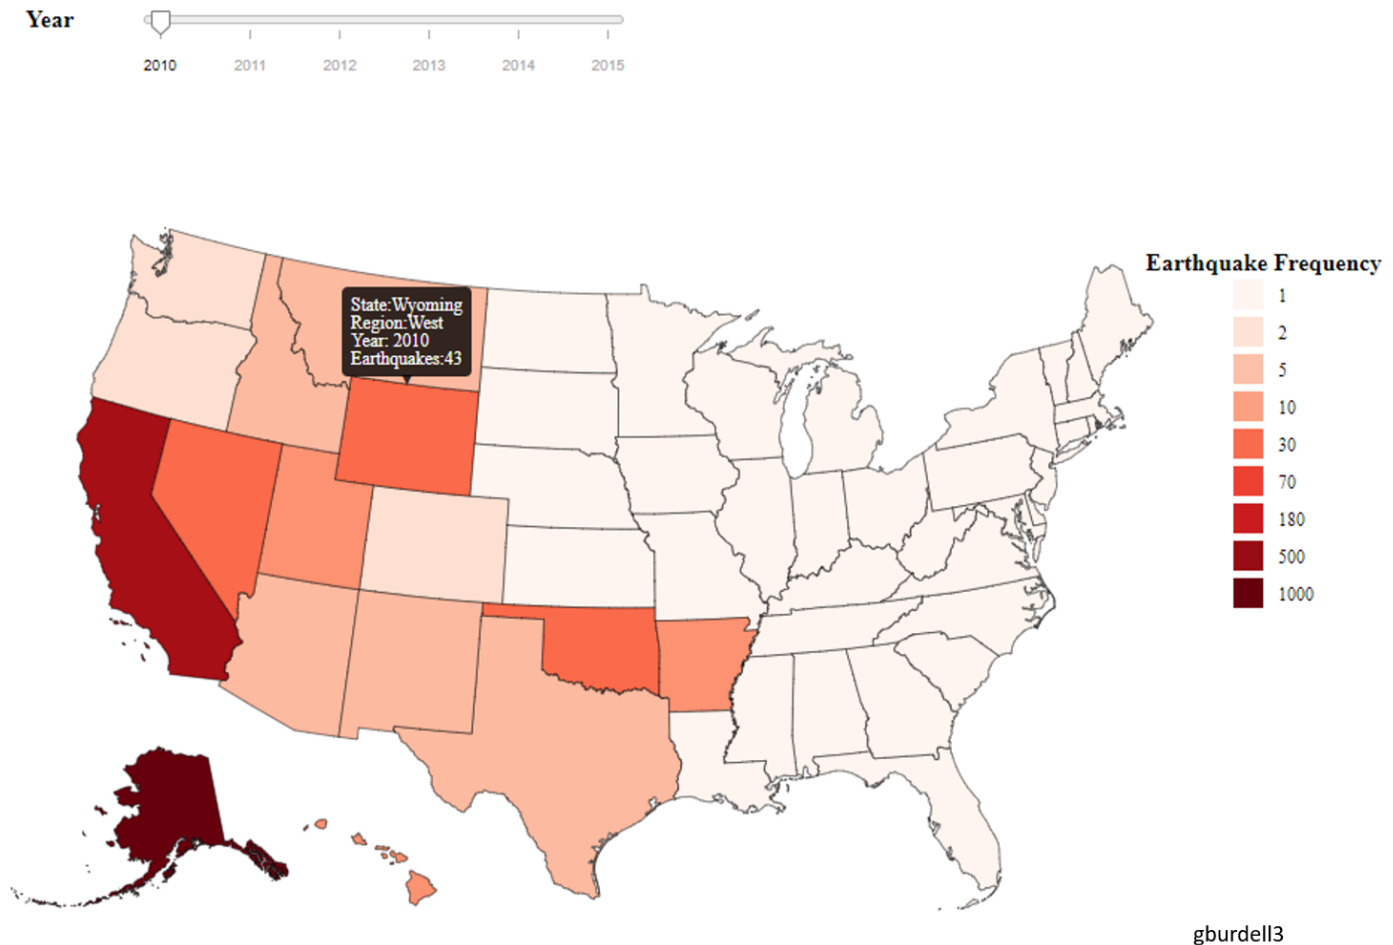 Year
2010 2011 2012 2013 2014 2015
Earthquake Frequency
1
2
5
10
30
70
180
500
1000
State:Wyoming
Region:West
Year: 2010
Earthquakes:43
gburdell3